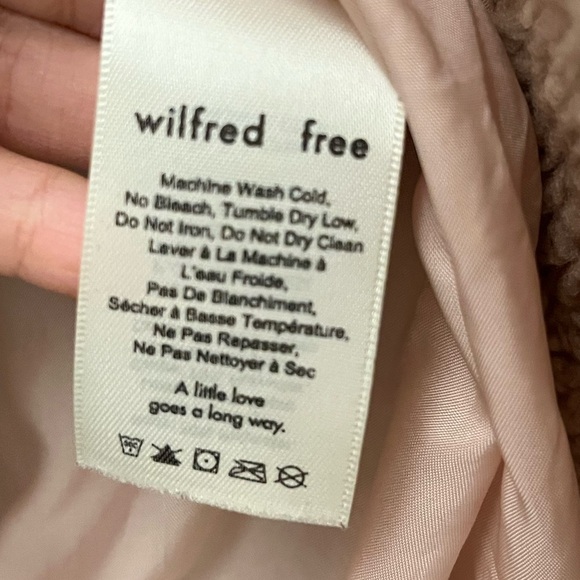 wilfred free
Machine Wash Cold,
No Bleach, Tumble Dry Low,
Do Not Iron, Do Not Dry Clean
Laver à La Machine à
L'eau Froide,
Pas De Blanchiment,
Sécher à Basse Température,
Ne Pas Repasser,
Ne Pas Nettoyer à Sec
A little love
goes a long way.